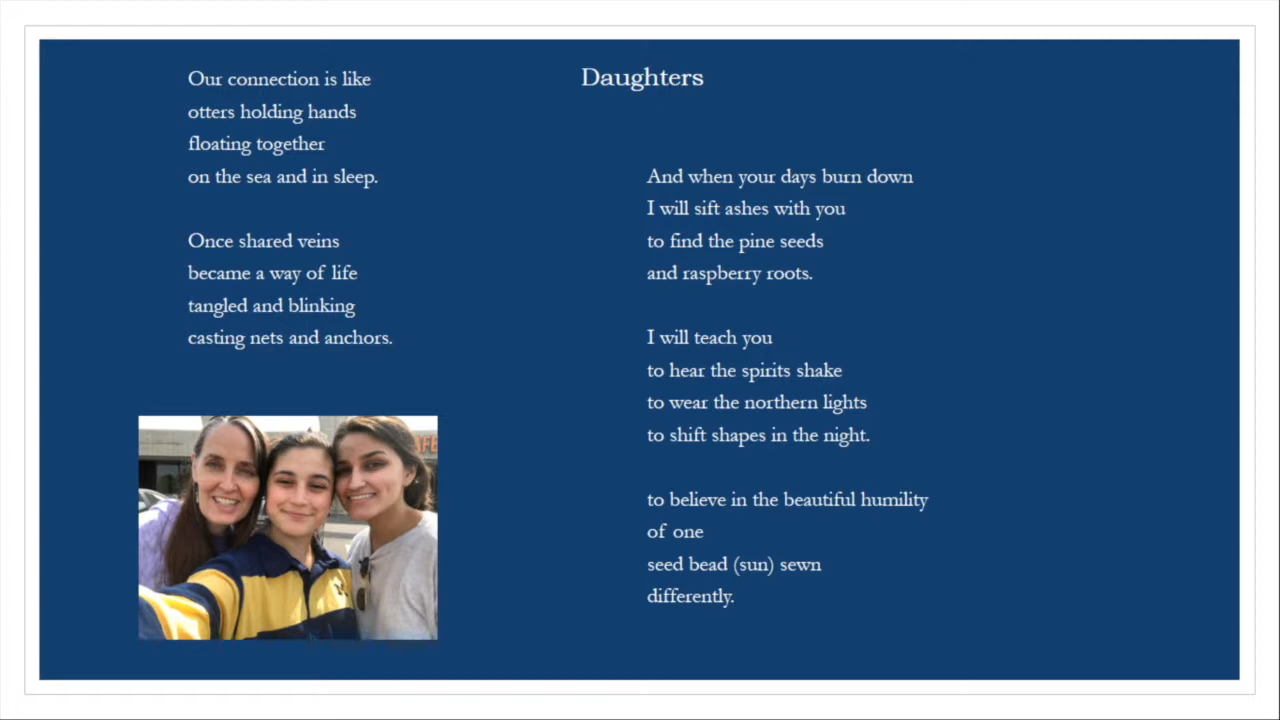 Daughters
Our connection is like
otters holding hands
floating together
on the sea and in sleep.
Once shared veins
became a way of life
tangled and blinking
casting nets and anchors.
And when your days burn down
I will sift ashes with you
to find the pine seeds
and raspberry roots.
I will teach you
to hear the spirits shake
to wear the northern lights
to shift shapes in the night.
to believe in the beautiful humility
of one
seed bead (sun) sewn
differently.
AFE